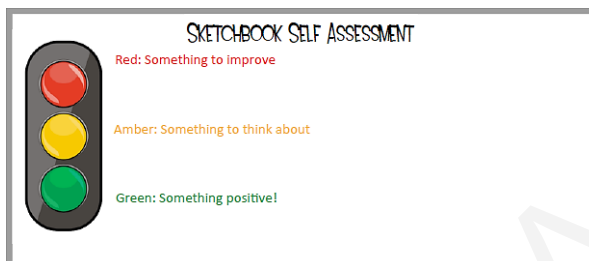 Sketchbook Self Assessment
Red: Something to improve
Amber: Something to think about
Green: Something positive!